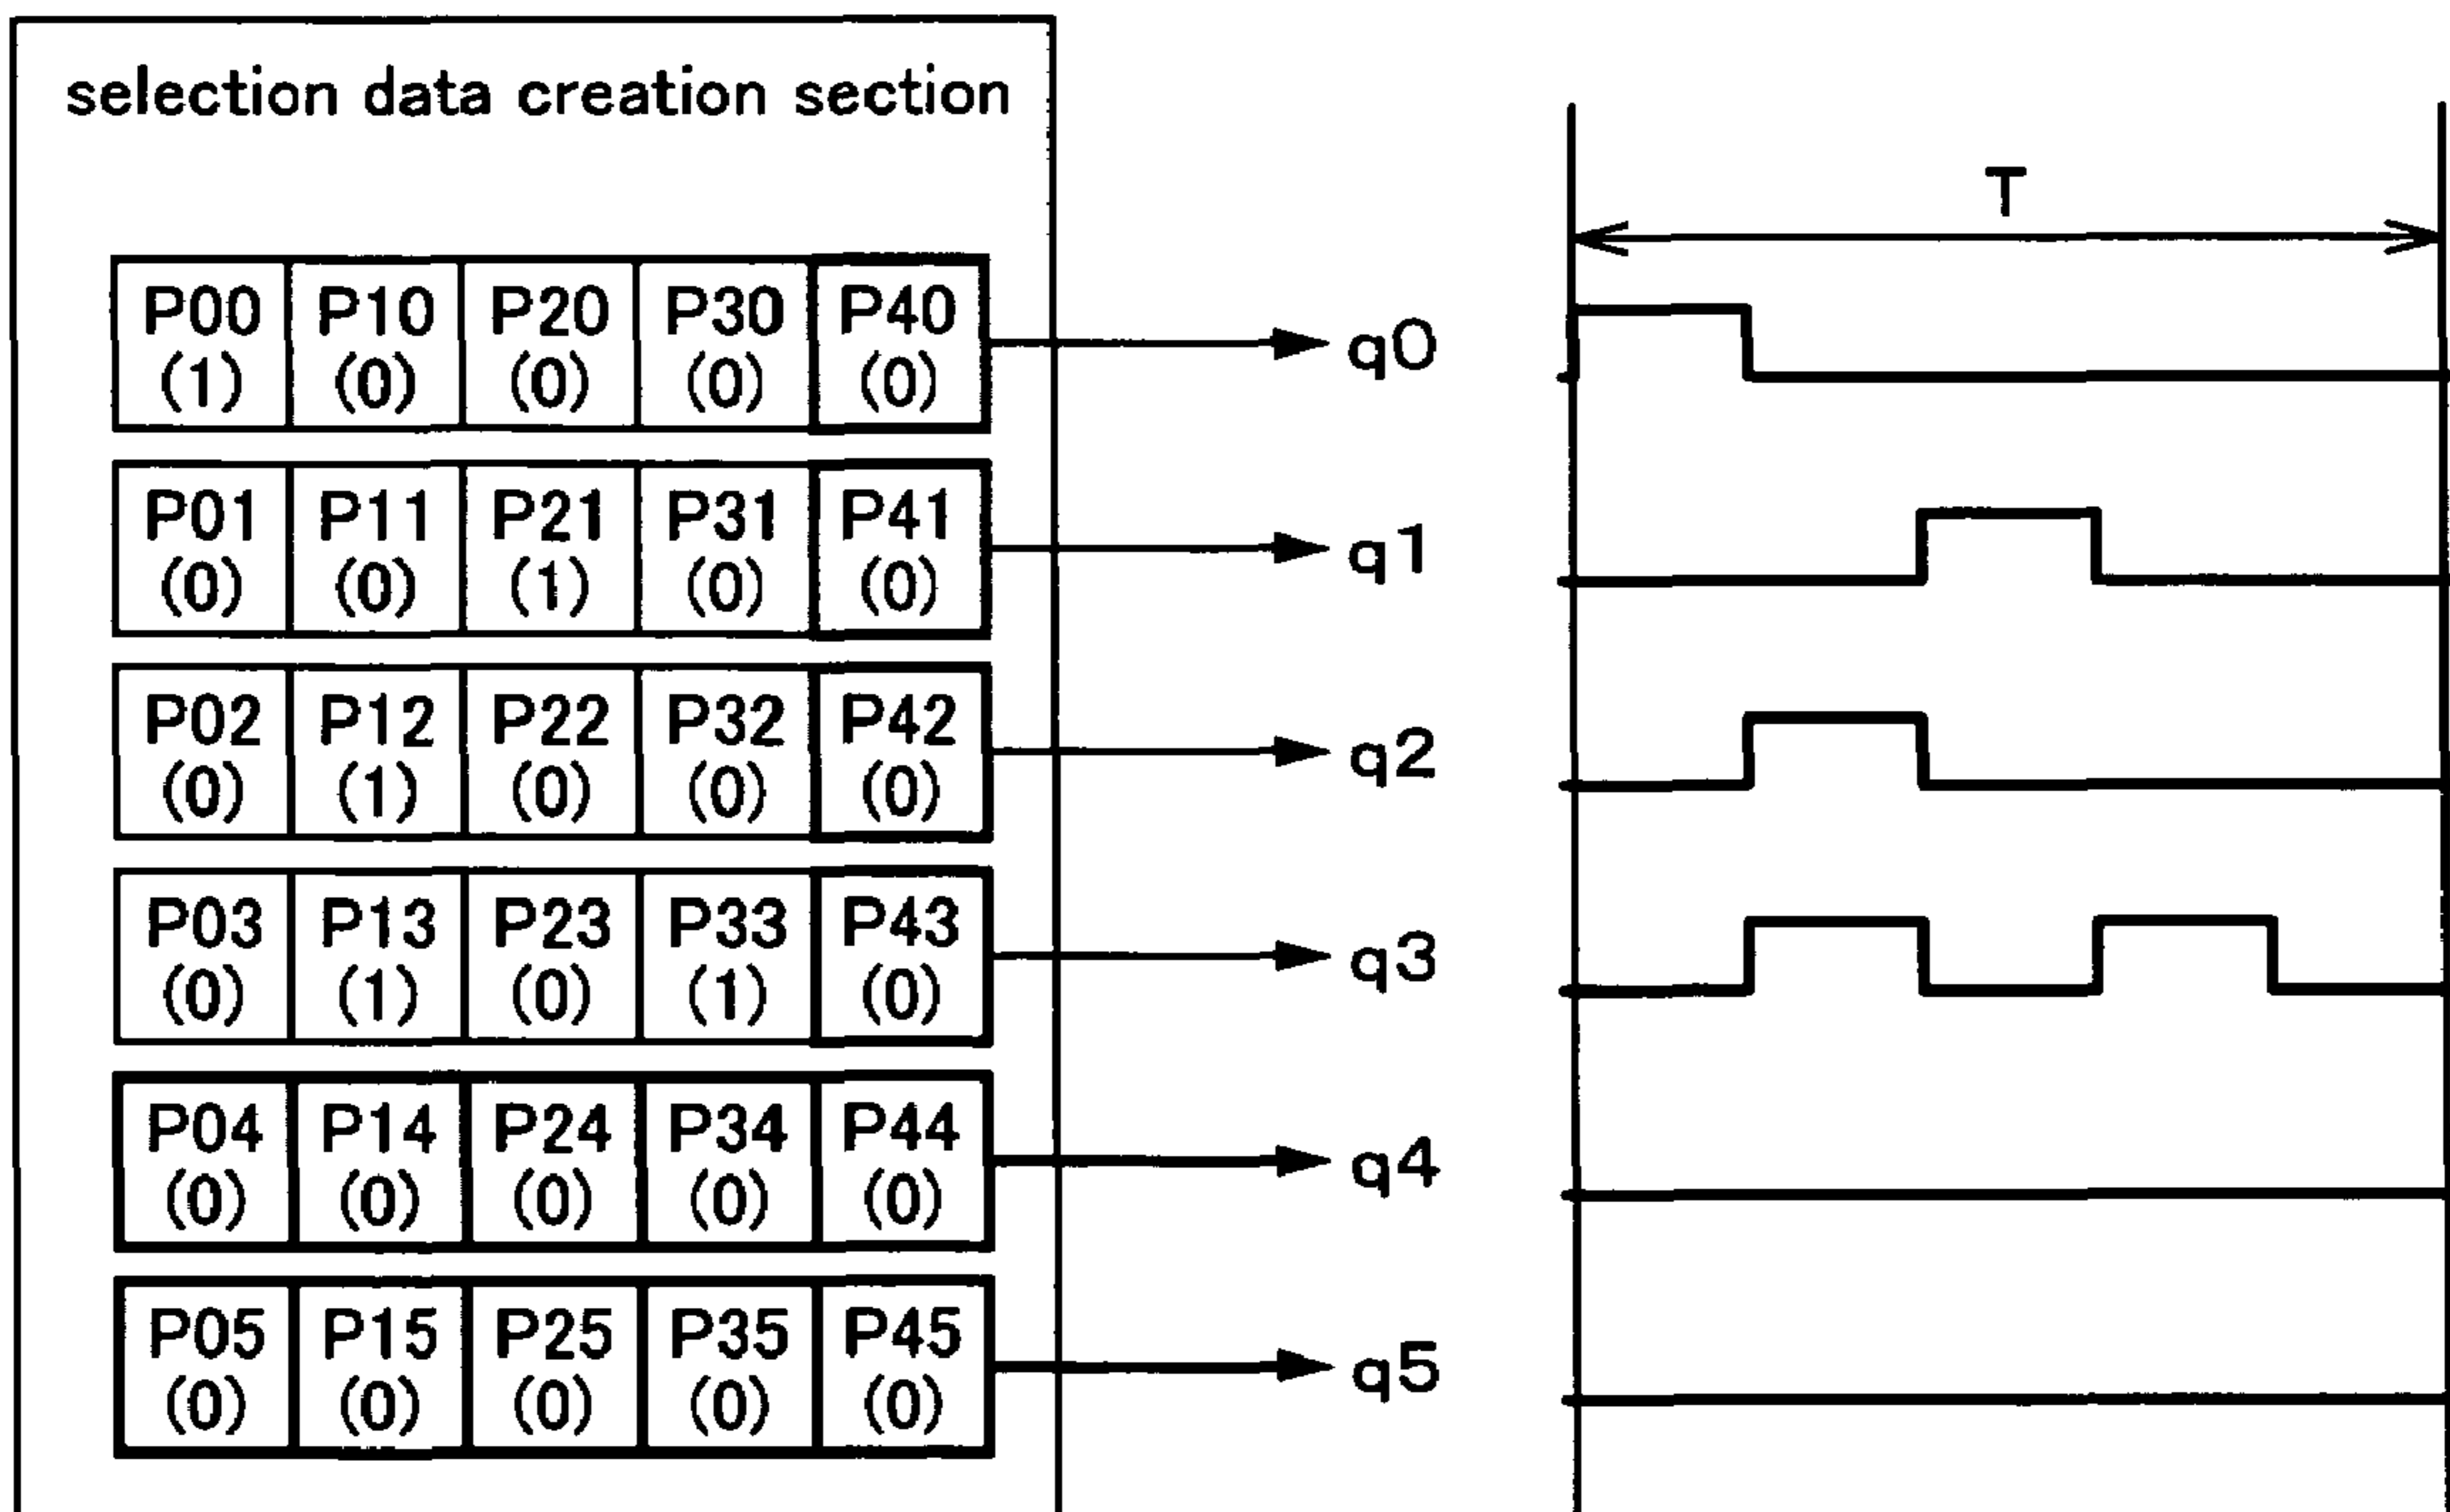 selection data creation section
T
P00 P10 P20 P30 P40
(1) (0) (0) (0) (0)
q0
P01 P11 P21 P31 P41
(0) (0) (1) (0) (0)
q1
P02 P12 P22 P32 P42
(0) (1) (0) (0) (0)
q2
P03 P13 P23 P33 P43
(0) (1) (0) (1) (0)
q3
P04 P14 P24 P34 P44
(0) (0) (0) (0) (0)
q4
P05 P15 P25 P35 P45
(0) (0) (0) (0) (0)
q5